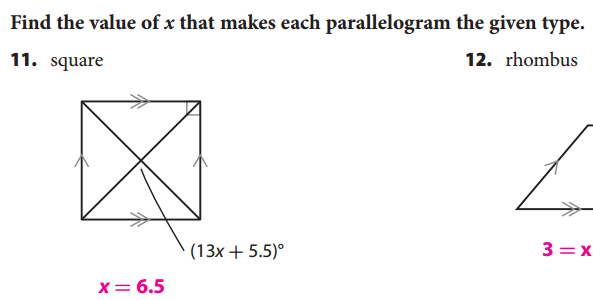 Find the value of x that makes each parallelogram the given type.
11. square
12. rhombus
(13x + 5.5)°
3 = x
x = 6.5